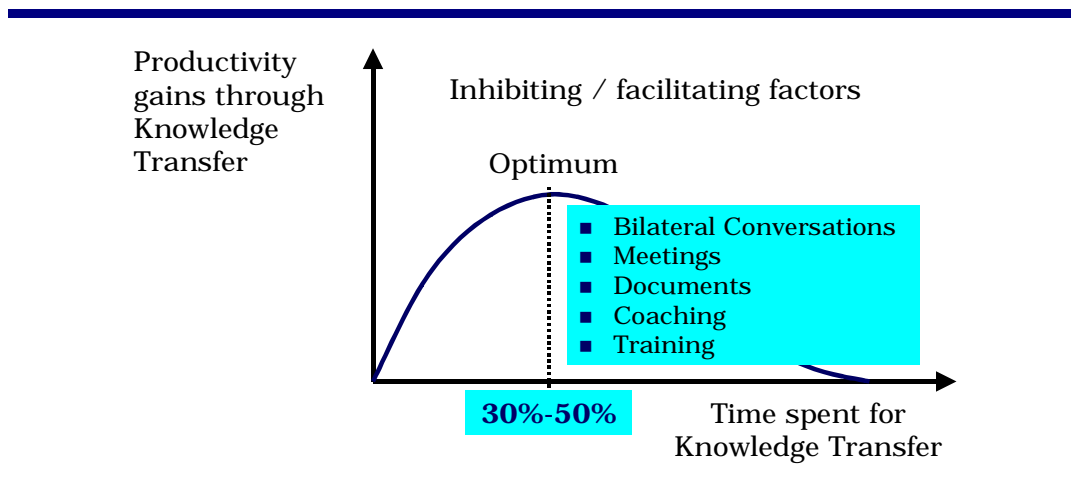 Productivity
gains through
Knowledge
Transfer
Inhibiting / facilitating factors
Optimum
■ Bilateral Conversations
■ Meetings
■ Documents
■ Coaching
■ Training
30%-50%
Time spent for
Knowledge Transfer